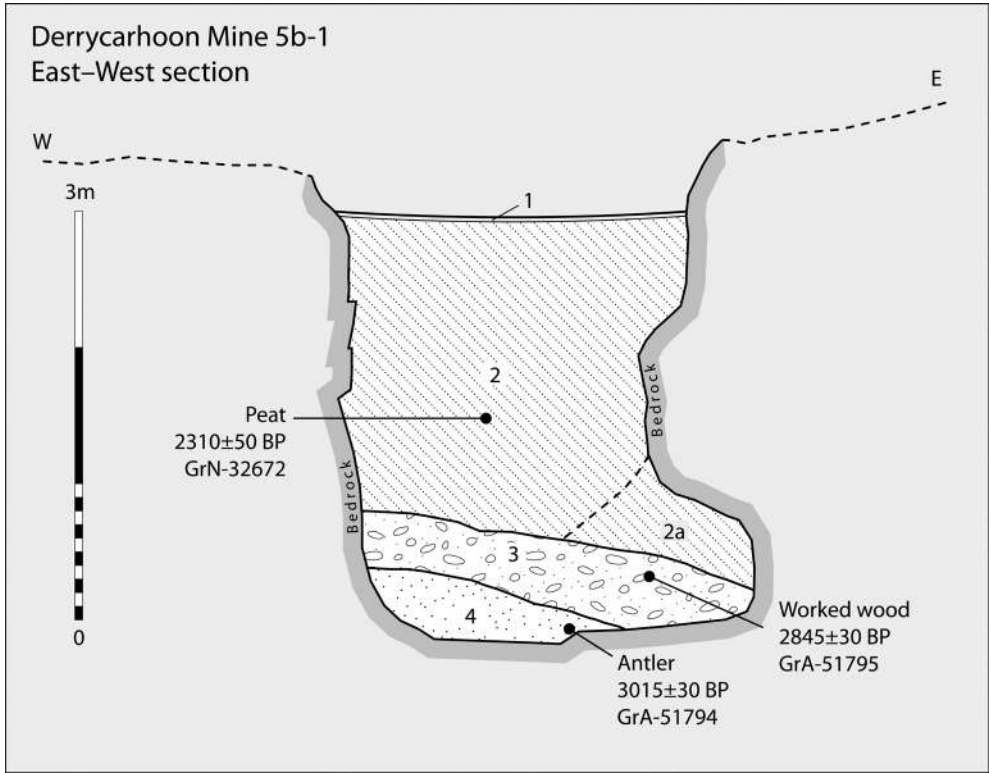 Derrycarhoon Mine 5b-1
East–West section
E
W
3m
1
2
Bedrock
Peat
2310±50 BP
GrN-32672
Bedrock
2a
3
4
0
Worked wood
2845±30 BP
GrA-51795
Antler
3015±30 BP
GrA-51794